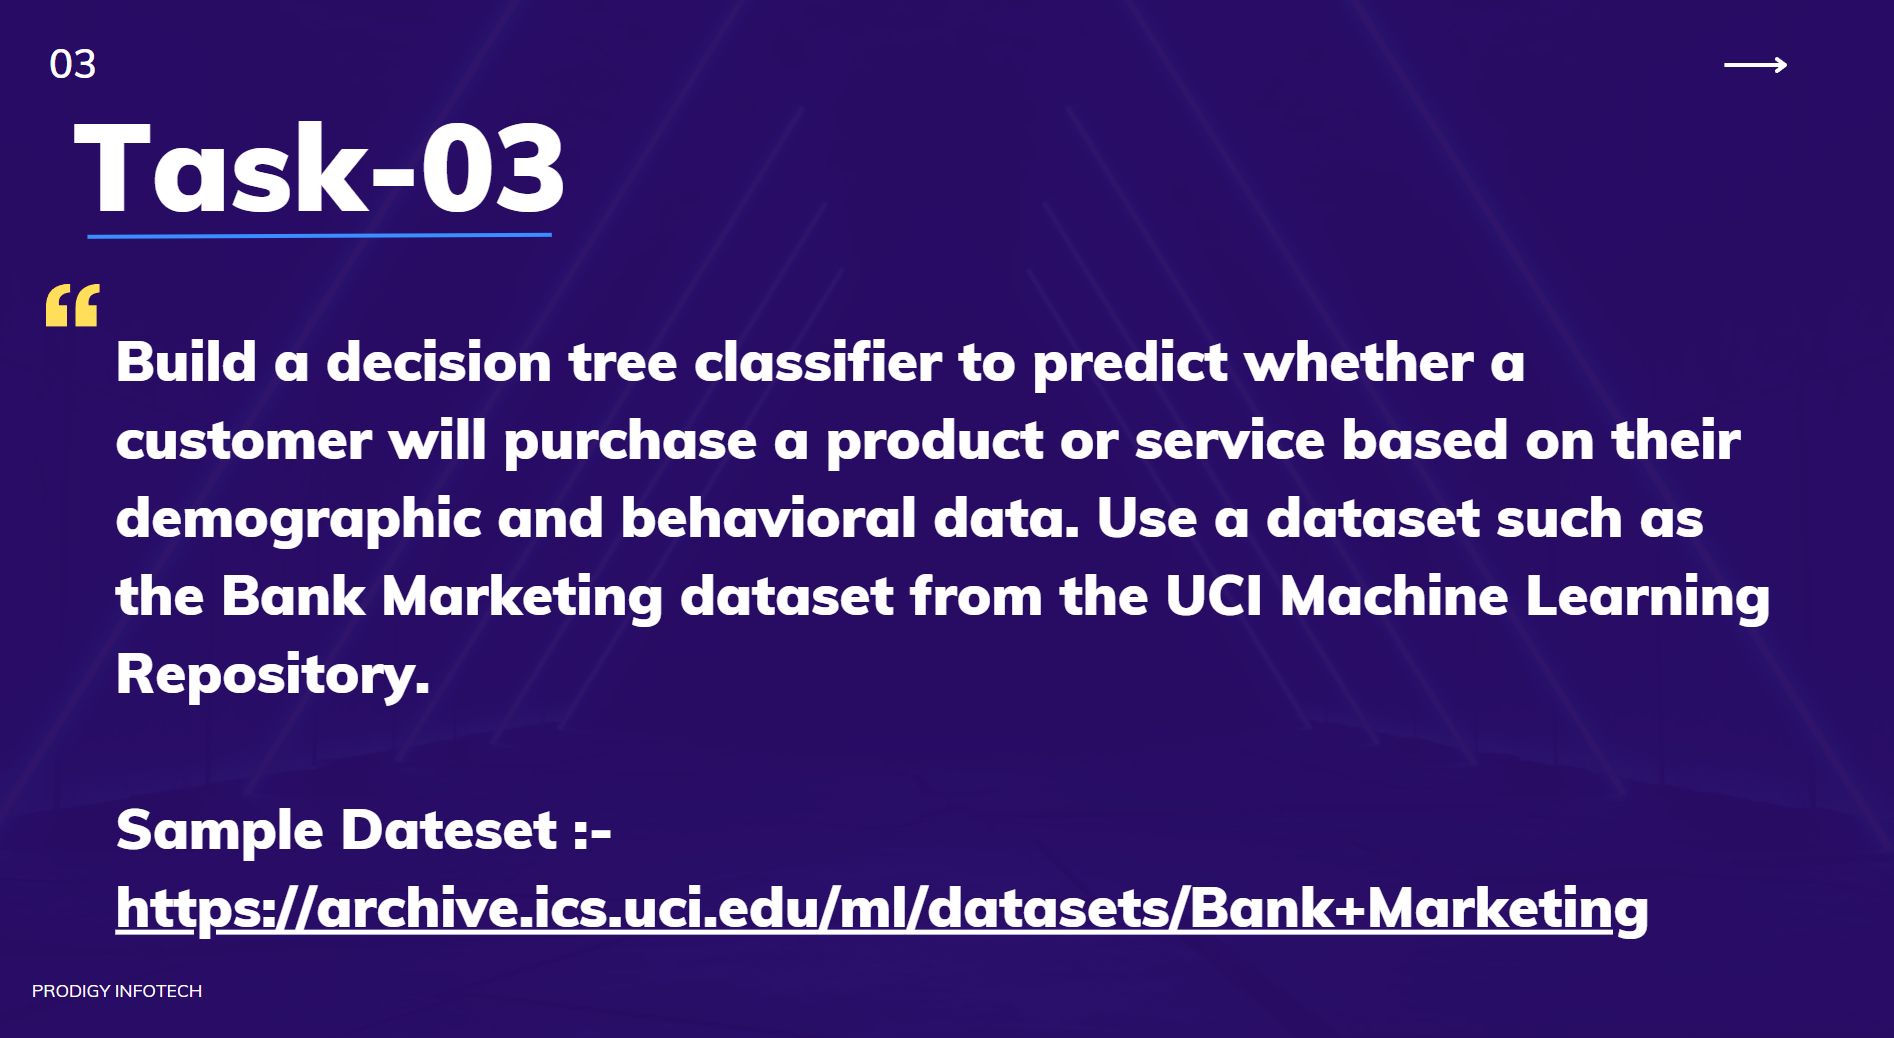 03
Task-03
“
Build a decision tree classifier to predict whether a
customer will purchase a product or service based on their
demographic and behavioral data. Use a dataset such as
the Bank Marketing dataset from the UCI Machine Learning
Repository.
Sample Dateset :-
https://archive.ics.uci.edu/ml/datasets/Bank+Marketing
PRODIGY INFOTECH